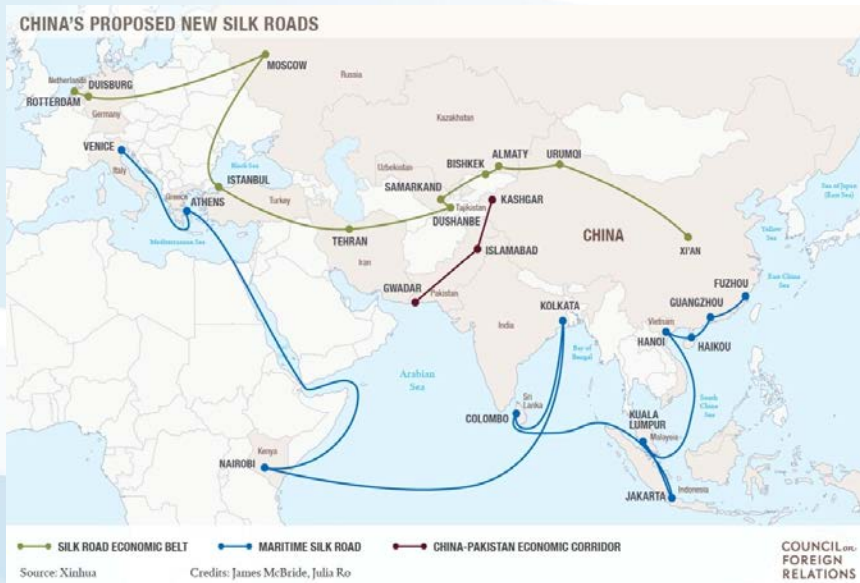 CHINA'S PROPOSED NEW SILK ROADS
MOSCOW
Netherlands
DUISBURG
ROTTERDAM
Germany
Russia
Kazakhstan
VENICE
Italy
Black Sea
ISTANBUL
Greece
ATHENS
Turkey
Mediterranean Sea
Uzbekistan
BISHKEK
ALMATY
URUMQI
SAMARKAND
Tajikistan
DUSHANBE
KASHGAR
TEHRAN
Iran
ISLAMABAD
CHINA
XI'AN
Sea of Japan
(East Sea)
Yellow
Sea
East China
Sea
GWADAR
Pakistan
India
KOLKATA
FUZHOU
GUANGZHOU
Vietnam
HANOI
HAIKOU
Bay of
Bengal
Arabian
Sea
Sri
Lanka
COLOMBO
South
China
Sea
KUALA
LUMPUR
Malaysia
Kenya
NAIROBI
JAKARTA
Indonesia
SILK ROAD ECONOMIC BELT
MARITIME SILK ROAD
CHINA-PAKISTAN ECONOMIC CORRIDOR
Source: Xinhua
Credits: James McBride, Julia Ro
COUNCIL on
FOREIGN
RELATIONS